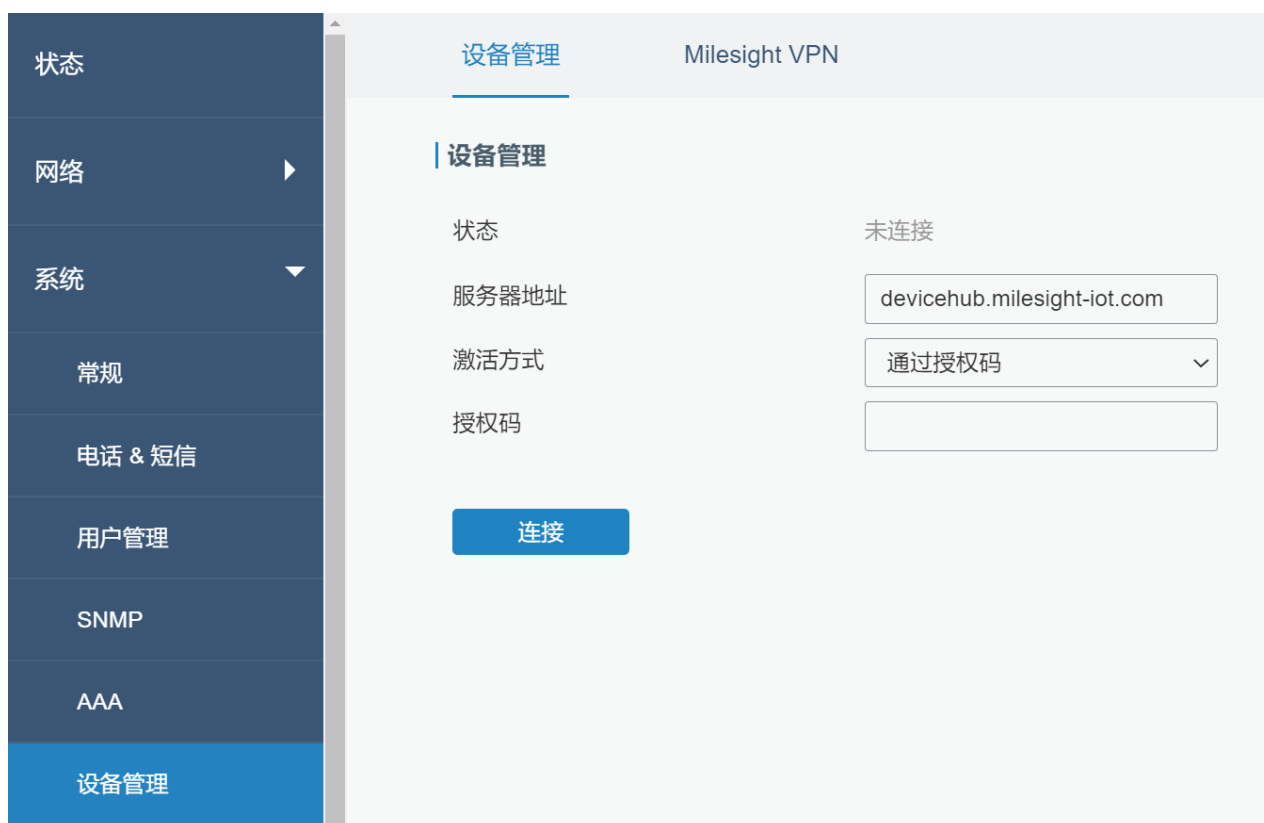 状态
网络
系统
常规
电话 & 短信
用户管理
SNMP
AAA
设备管理
设备管理 Milesight VPN
设备管理
状态 未连接
服务器地址 devicehub.milesight-iot.com
激活方式 通过授权码
授权码
连接